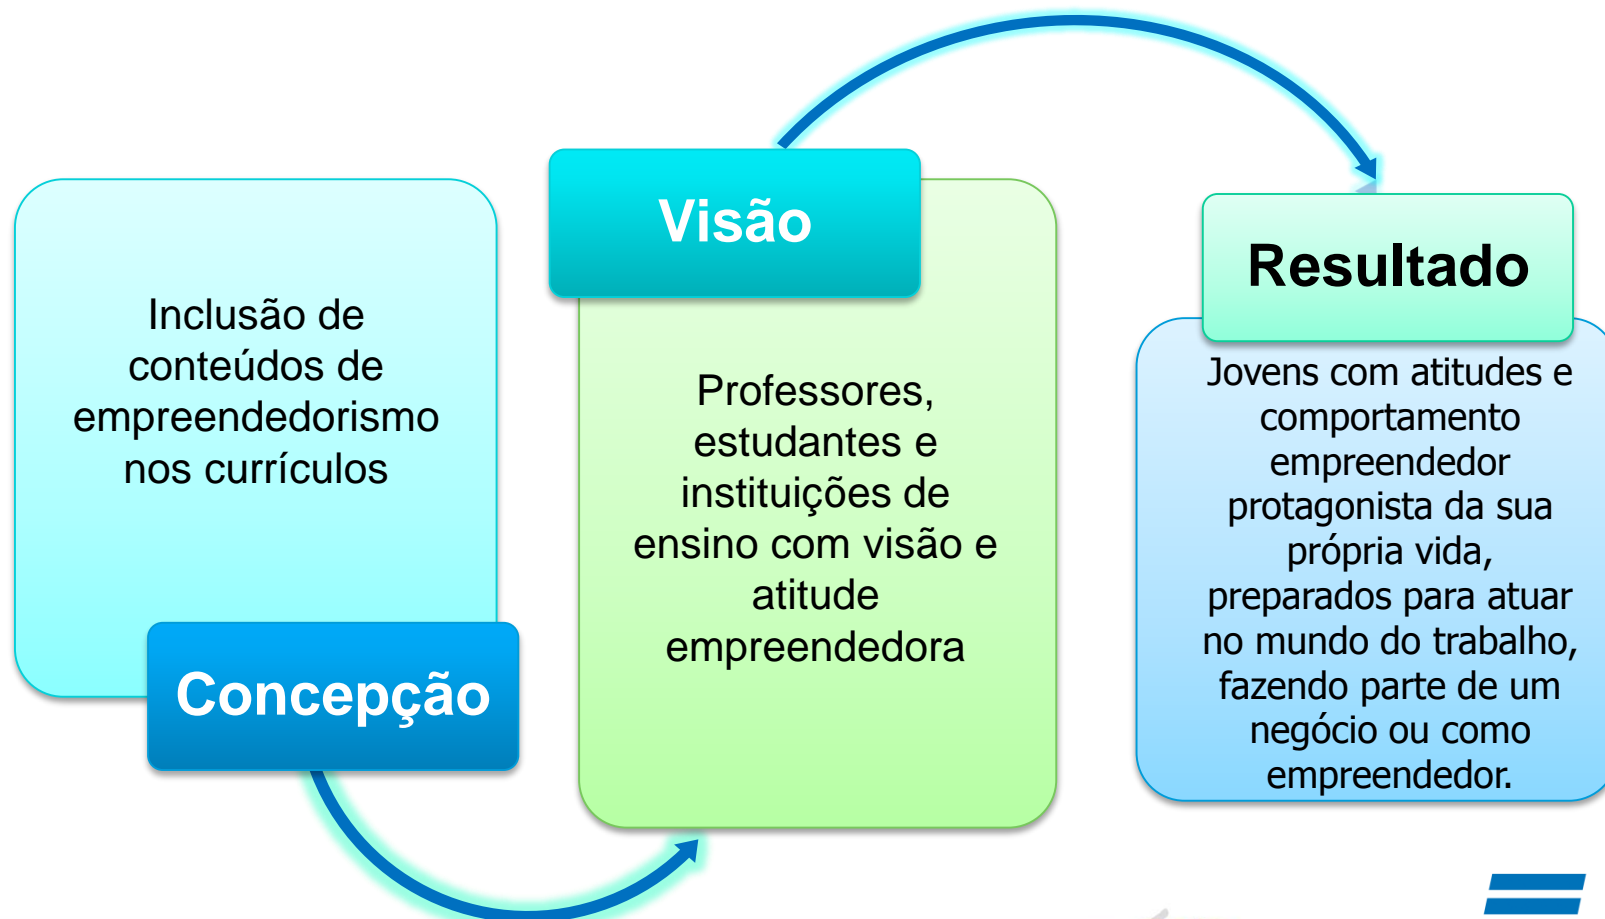 Inclusão de
conteúdos de
empreendedorismo
nos currículos
Concepção
Visão
Professores,
estudantes e
instituições de
ensino com visão e
atitude
empreendedora
Resultado
Jovens com atitudes e
comportamento
empreendedor
protagonista da sua
própria vida,
preparados para atuar
no mundo do trabalho,
fazendo parte de um
negócio ou como
empreendedor.